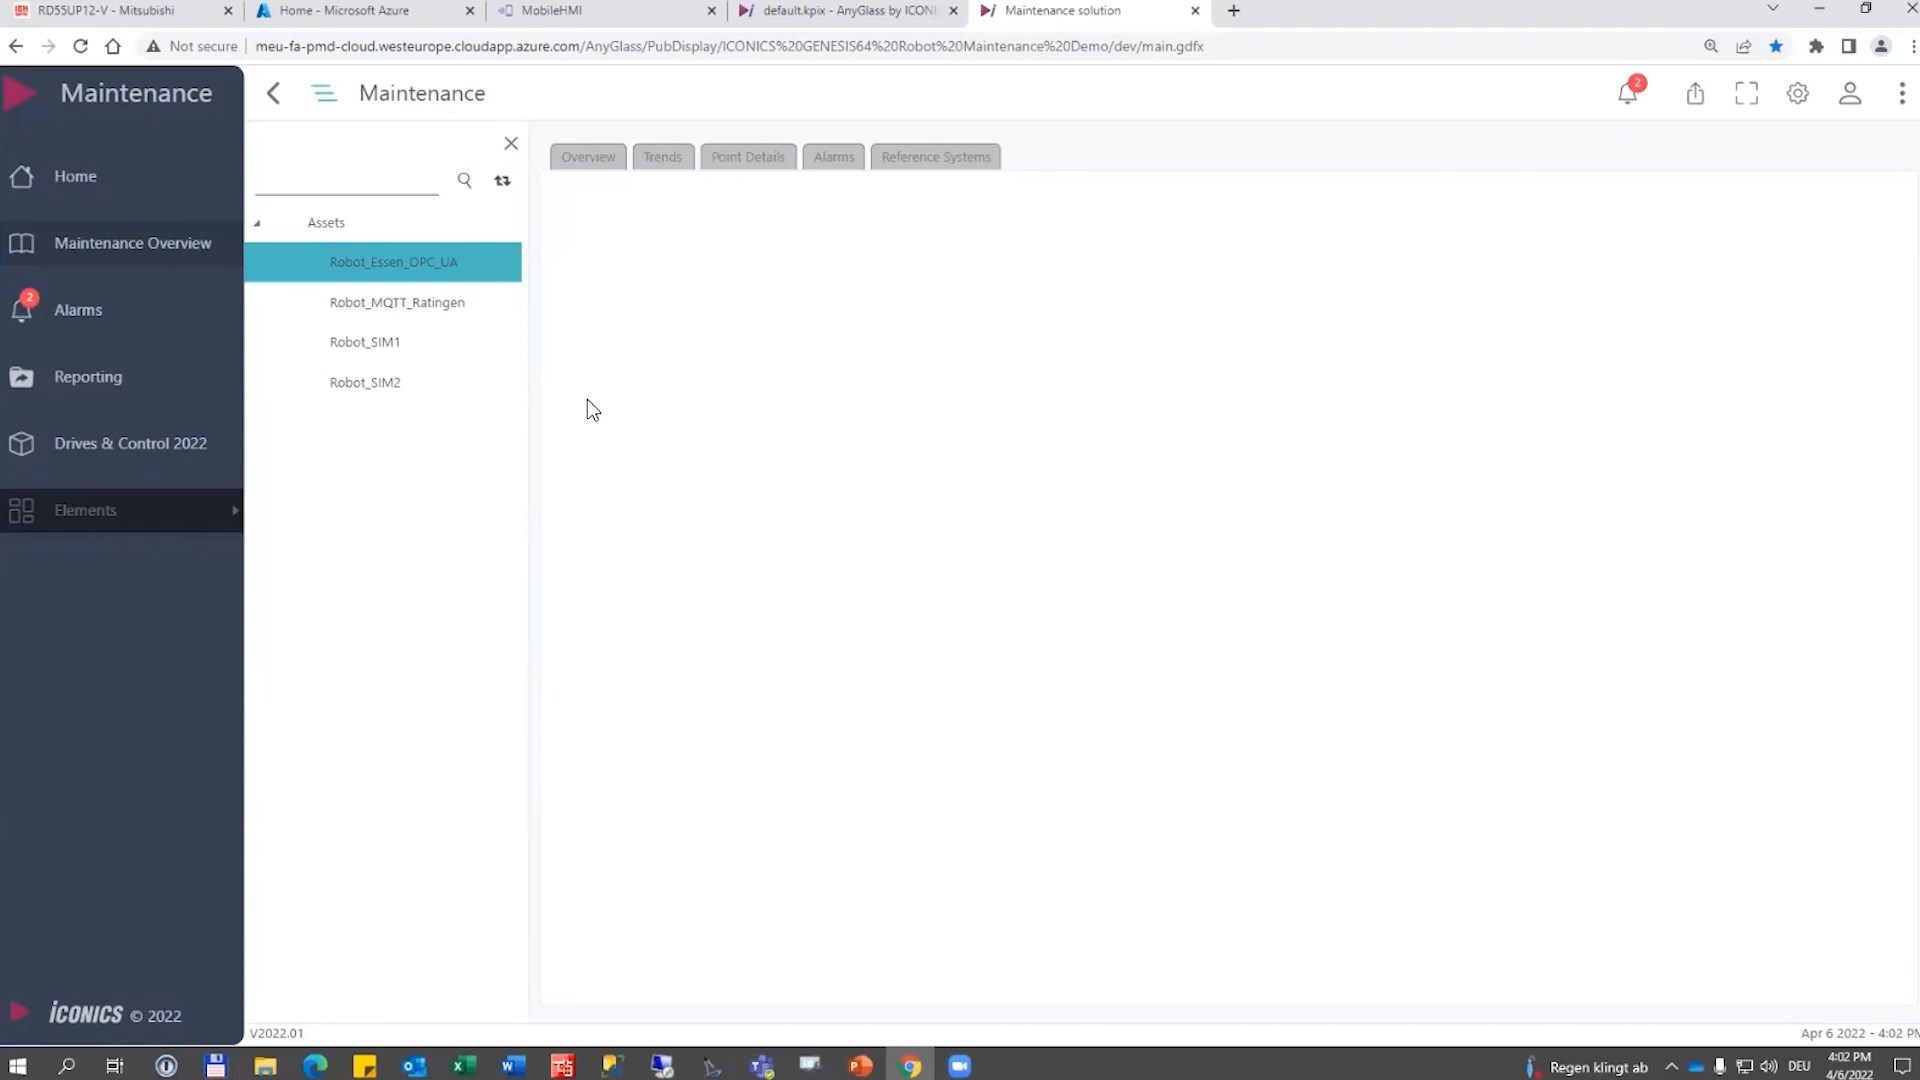 RD55UP12-V - Mitsubishi
Home - Microsoft Azure
MobileHMI
default.kpix - AnyGlass by ICONI
Maintenance solution
Not secure
meu-fa-pmd-cloud.westeurope.cloudapp.azure.com/AnyGlass/PubDisplay/ICONICS%20GENESIS64%20Robot%20Maintenance%20Demo/dev/main.gdfx
Maintenance
Maintenance
2
Overview
Trends
Point Details
Alarms
Reference Systems
Home
Assets
Maintenance Overview
Robot_Essen_OPC_UA
2
Alarms
Robot_MQTT_Ratingen
Robot_SIM1
Reporting
Robot_SIM2
Drives & Control 2022
Elements
ICONICS © 2022
V2022.01
Apr 6 2022 - 4:02 PM
Regen klingt ab
DEU
4:02 PM
4/6/2022